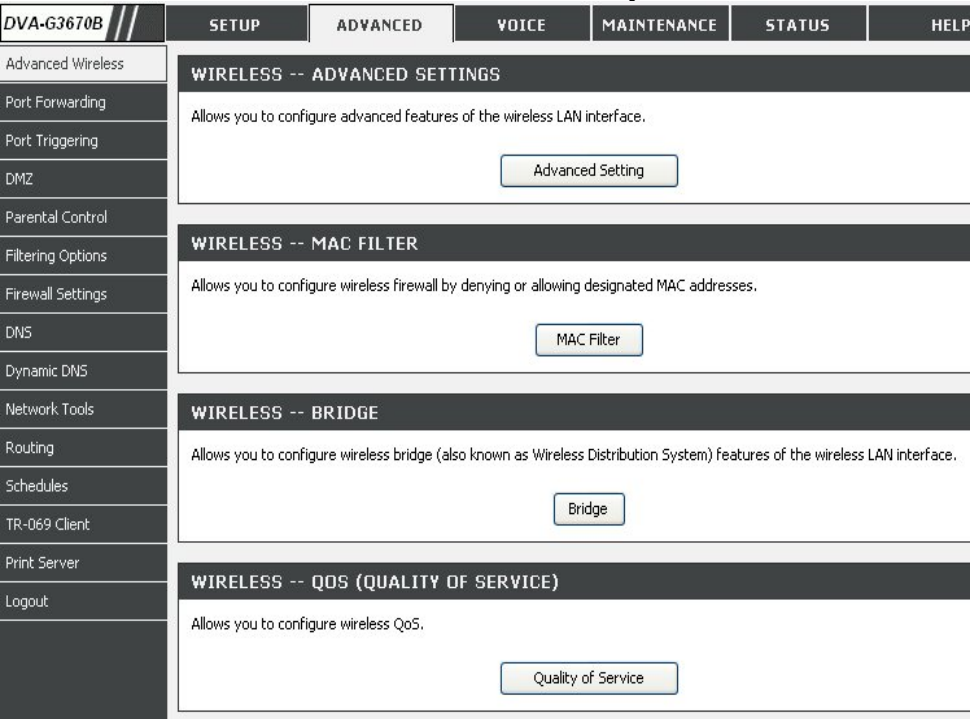 DVA-G3670B
SETUP
ADVANCED
VOICE
MAINTENANCE
STATUS
HELP
Advanced Wireless
Port Forwarding
Port Triggering
DMZ
Parental Control
Filtering Options
Firewall Settings
DNS
Dynamic DNS
Network Tools
Routing
Schedules
TR-069 Client
Print Server
Logout
WIRELESS -- ADVANCED SETTINGS
Allows you to configure advanced features of the wireless LAN interface.
Advanced Setting
WIRELESS -- MAC FILTER
Allows you to configure wireless firewall by denying or allowing designated MAC addresses.
MAC Filter
WIRELESS -- BRIDGE
Allows you to configure wireless bridge (also known as Wireless Distribution System) features of the wireless LAN interface.
Bridge
WIRELESS -- QOS (QUALITY OF SERVICE)
Allows you to configure wireless QoS.
Quality of Service